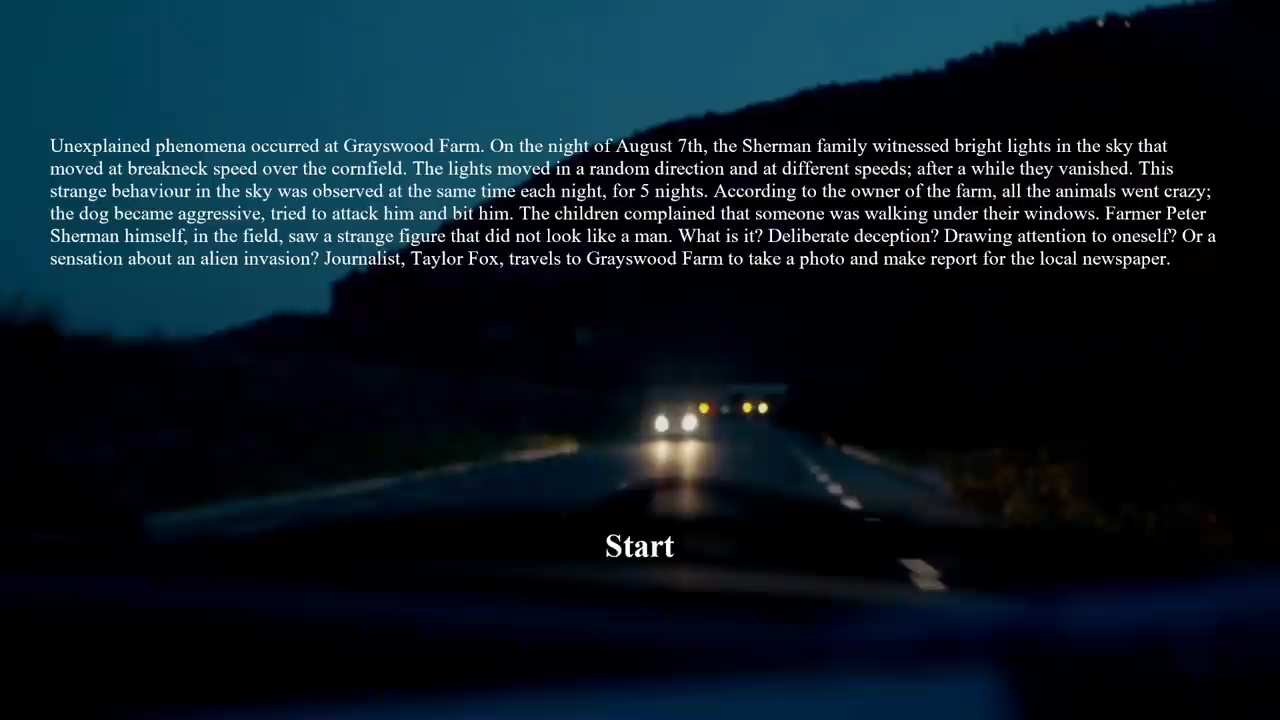 Unexplained phenomena occurred at Grayswood Farm. On the night of August 7th, the Sherman family witnessed bright lights in the sky that
moved at breakneck speed over the cornfield. The lights moved in a random direction and at different speeds; after a while they vanished. This
strange behaviour in the sky was observed at the same time each night, for 5 nights. According to the owner of the farm, all the animals went crazy;
the dog became aggressive, tried to attack him and bit him. The children complained that someone was walking under their windows. Farmer Peter
Sherman himself, in the field, saw a strange figure that did not look like a man. What is it? Deliberate deception? Drawing attention to oneself? Or a
sensation about an alien invasion? Journalist, Taylor Fox, travels to Grayswood Farm to take a photo and make report for the local newspaper.
Start